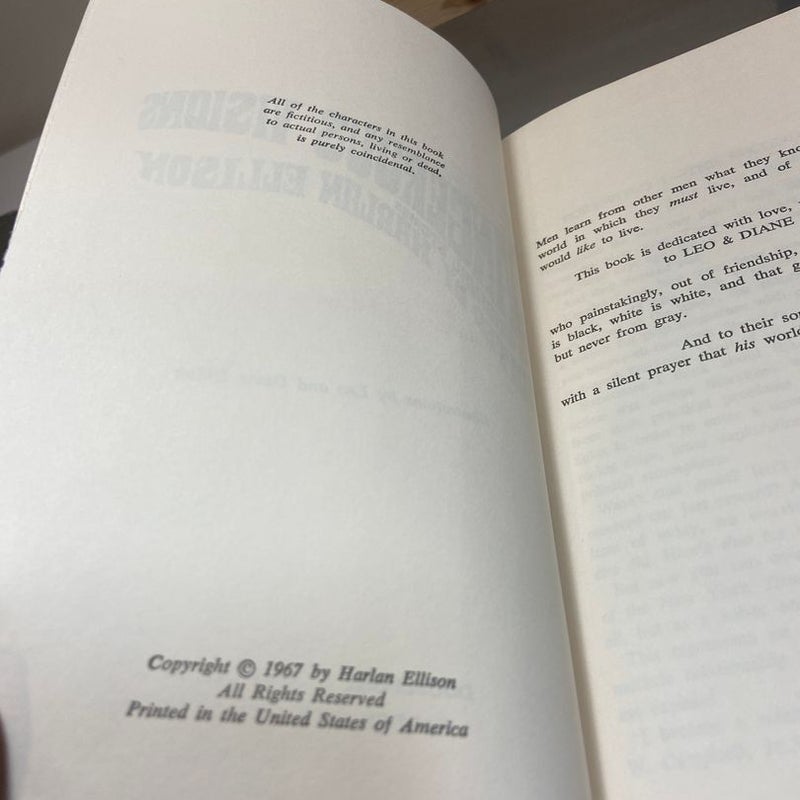 All of the characters in this book
are fictitious, and any resemblance
to actual persons, living or dead,
is purely coincidental.
Copyright © 1967 by Harlan Ellison
All Rights Reserved
Printed in the United States of America
Men learn from other men what they
world in which they must live, and of
would like to live.
This book is dedicated with love,
to LEO & DIANE
who painstakingly, out of friendship,
is black, white is white, and that
but never from gray.
And to their
with a silent prayer that his